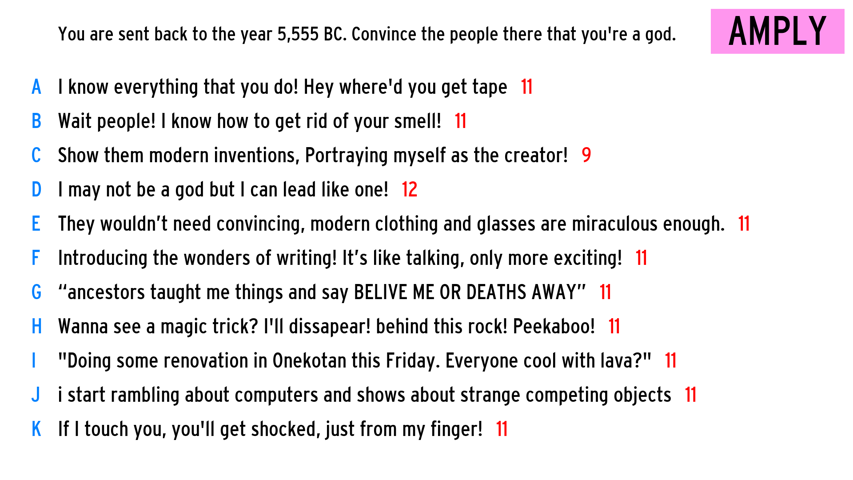 You are sent back to the year 5,555 BC. Convince the people there that you're a god.
AMPLY
A I know everything that you do! Hey where'd you get tape 11
B Wait people! I know how to get rid of your smell! 11
C Show them modern inventions, Portraying myself as the creator! 9
D I may not be a god but I can lead like one! 12
E They wouldn’t need convincing, modern clothing and glasses are miraculous enough. 11
F Introducing the wonders of writing! It’s like talking, only more exciting! 11
G “ancestors taught me things and say BELIVE ME OR DEATHS AWAY” 11
H Wanna see a magic trick? I'll dissapear! behind this rock! Peekaboo! 11
I "Doing some renovation in Onekotan this Friday. Everyone cool with lava?" 11
J i start rambling about computers and shows about strange competing objects 11
K If I touch you, you'll get shocked, just from my finger! 11